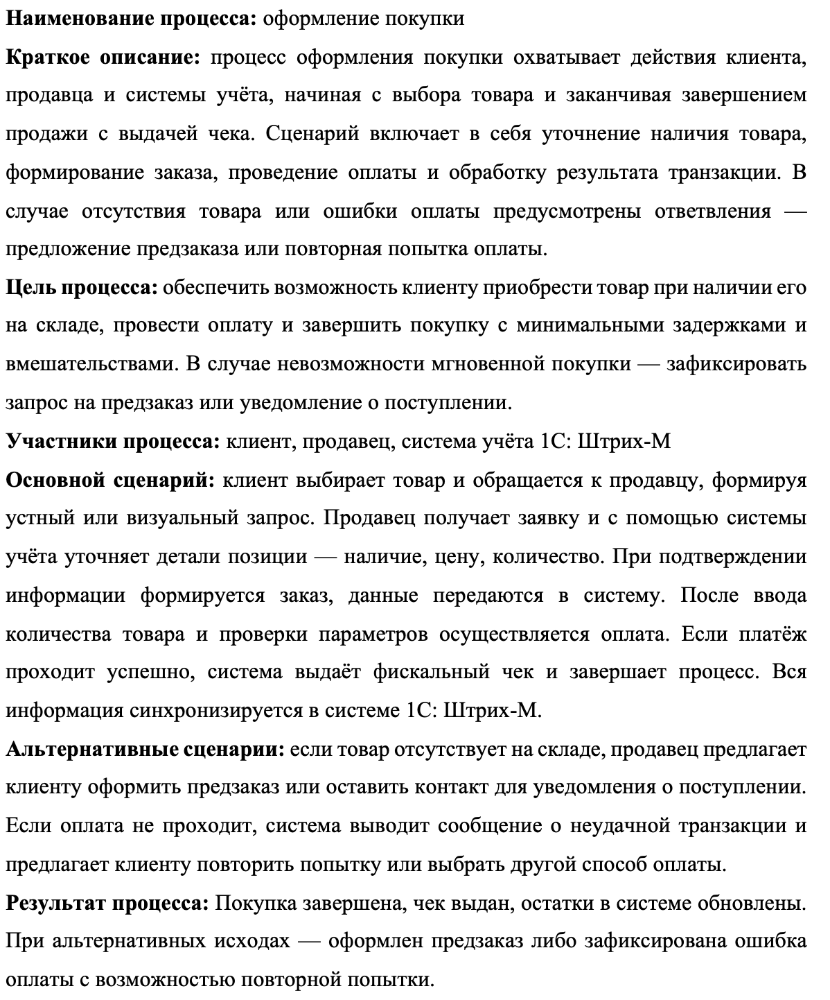 Наименование процесса: оформление покупки
Краткое описание: процесс оформления покупки охватывает действия клиента,
продавца и системы учёта, начиная с выбора товара и заканчивая завершением
продажи с выдачей чека. Сценарий включает в себя уточнение наличия товара,
формирование заказа, проведение оплаты и обработку результата транзакции. В
случае отсутствия товара или ошибки оплаты предусмотрены ответвления —
предложение предзаказа или повторная попытка оплаты.
Цель процесса: обеспечить возможность клиенту приобрести товар при наличии его
на складе, провести оплату и завершить покупку с минимальными задержками и
вмешательствами. В случае невозможности мгновенной покупки — зафиксировать
запрос на предзаказ или уведомление о поступлении.
Участники процесса: клиент, продавец, система учёта 1С: Штрих-М
Основной сценарий: клиент выбирает товар и обращается к продавцу, формируя
устный или визуальный запрос. Продавец получает заявку и с помощью системы
учёта уточняет детали позиции — наличие, цену, количество. При подтверждении
информации формируется заказ, данные передаются в систему. После ввода
количества товара и проверки параметров осуществляется оплата. Если платёж
проходит успешно, система выдаёт фискальный чек и завершает процесс. Вся
информация синхронизируется в системе 1С: Штрих-М.
Альтернативные сценарии: если товар отсутствует на складе, продавец предлагает
клиенту оформить предзаказ или оставить контакт для уведомления о поступлении.
Если оплата не проходит, система выводит сообщение о неудачной транзакции и
предлагает клиенту повторить попытку или выбрать другой способ оплаты.
Результат процесса: Покупка завершена, чек выдан, остатки в системе обновлены.
При альтернативных исходах — оформлен предзаказ либо зафиксирована ошибка
оплаты с возможностью повторной попытки.